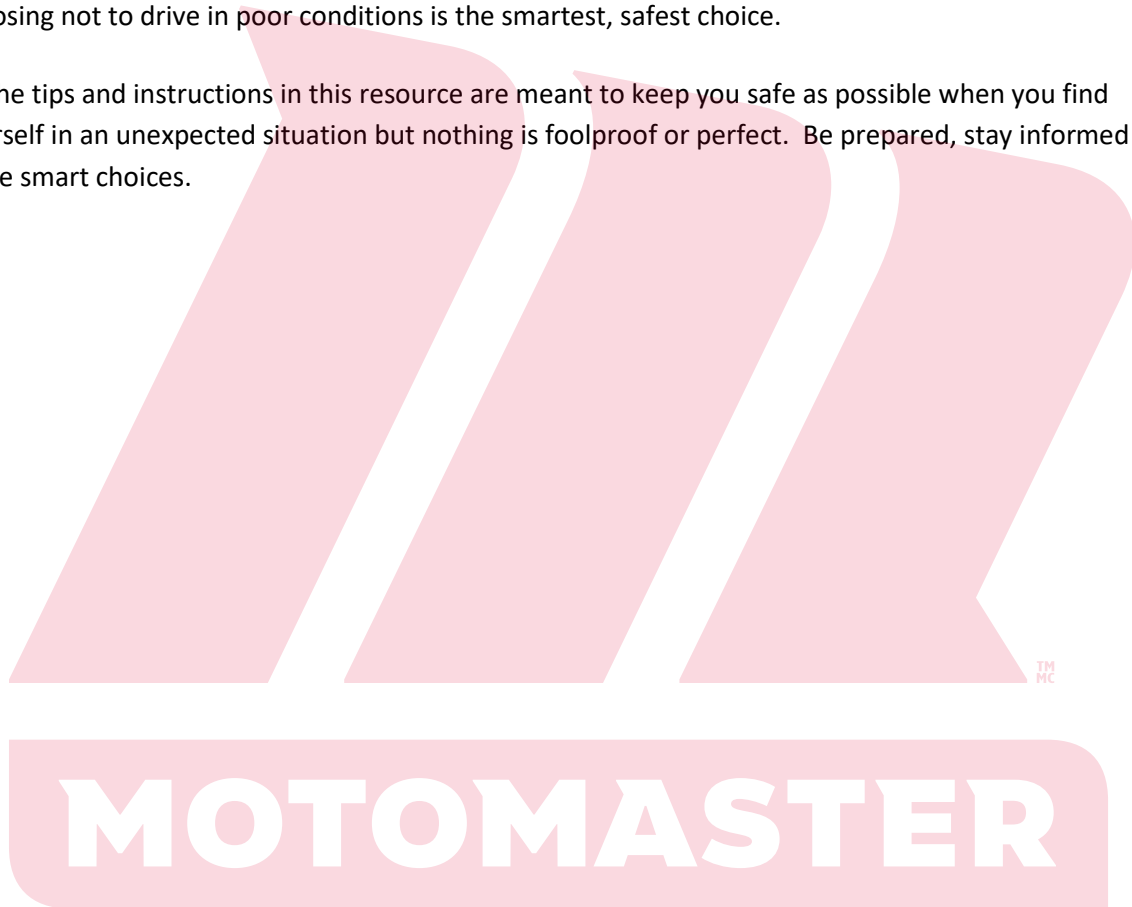 osing not to drive in poor conditions is the smartest, safest choice.
ne tips and instructions in this resource are meant to keep you safe as possible when you find
rself in an unexpected situation but nothing is foolproof or perfect.  Be prepared, stay informed
e smart choices.
TM
MC
MOTOMASTER